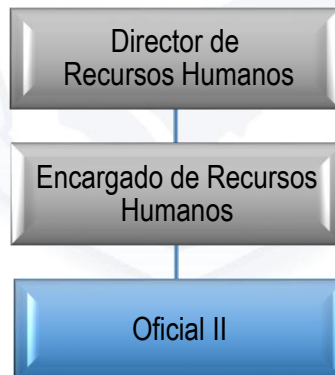 Director de
Recursos Humanos
Encargado de Recursos
Humanos
Oficial II